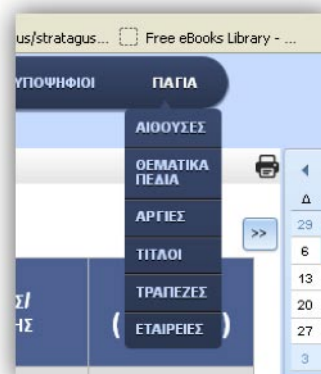 us/stratagus... Free eBooks Library - ...
ΥΠΟΨΗΦΙΟΙ ΠΑΓΙΑ
ΑΙΘΟΥΣΕΣ
ΘΕΜΑΤΙΚΑ
ΠΕΔΙΑ
ΑΡΓΙΕΣ
ΤΙΤΛΟΙ
ΤΡΑΠΕΖΕΣ
ΕΤΑΙΡΕΙΕΣ
>>
Σ/
ΗΣ ( )
Δ
29
6
13
20
27
3